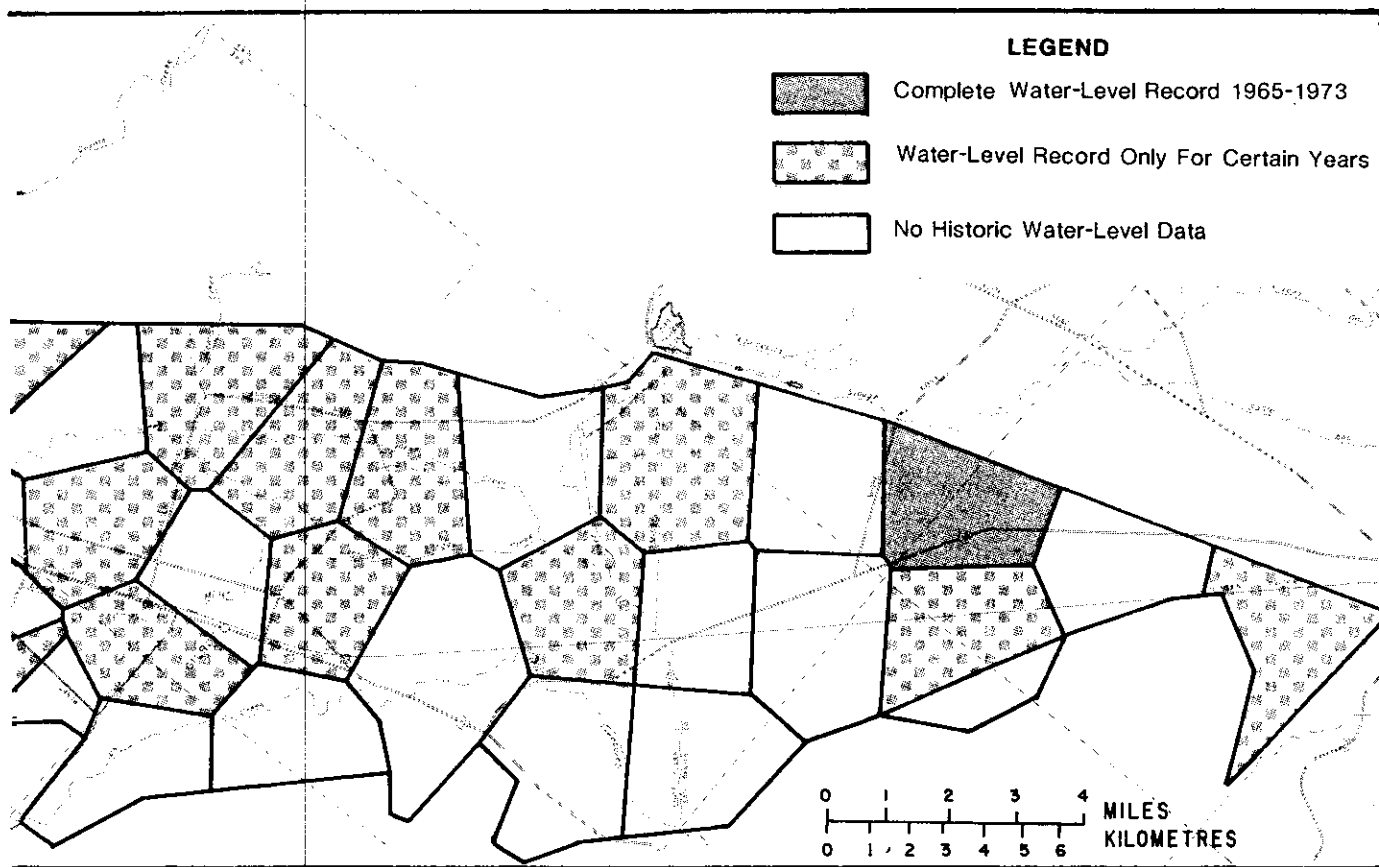 LEGEND
Complete Water-Level Record 1965-1973
Water-Level Record Only For Certain Years
No Historic Water-Level Data
0 1 2 3 4 MILES
KILOMETRES
0 1 2 3 4 5 6